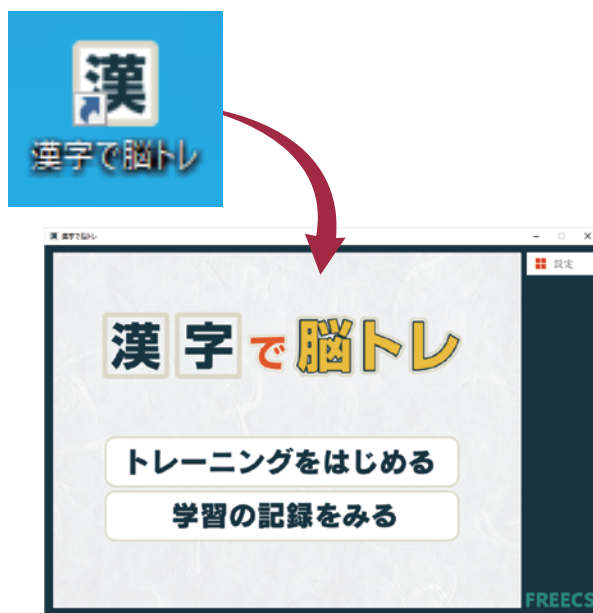 漢
漢字で脳トレ
漢 漢字で脳トレ
設定
漢字で脳トレ
トレーニングをはじめる
学習の記録をみる
FREECS